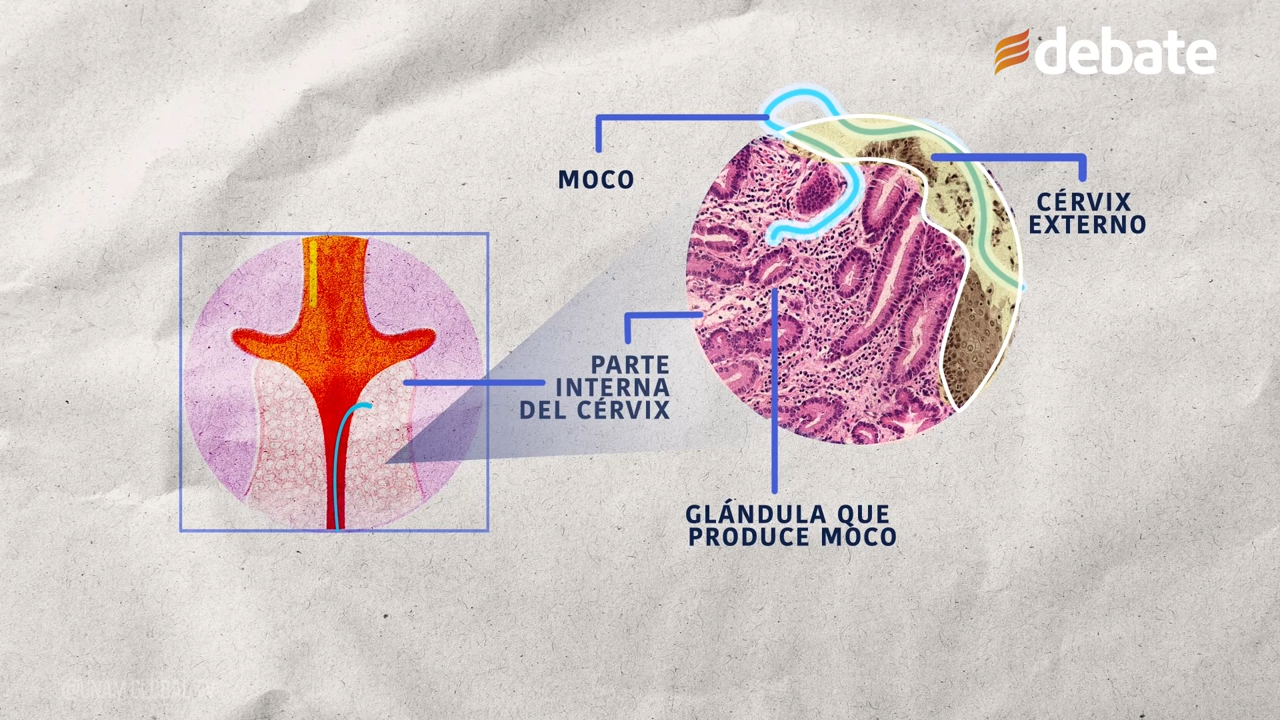 debate
MOCO
CÉRVIX
EXTERNO
PARTE
INTERNA
DEL CÉRVIX
GLÁNDULA QUE
PRODUCE MOCO